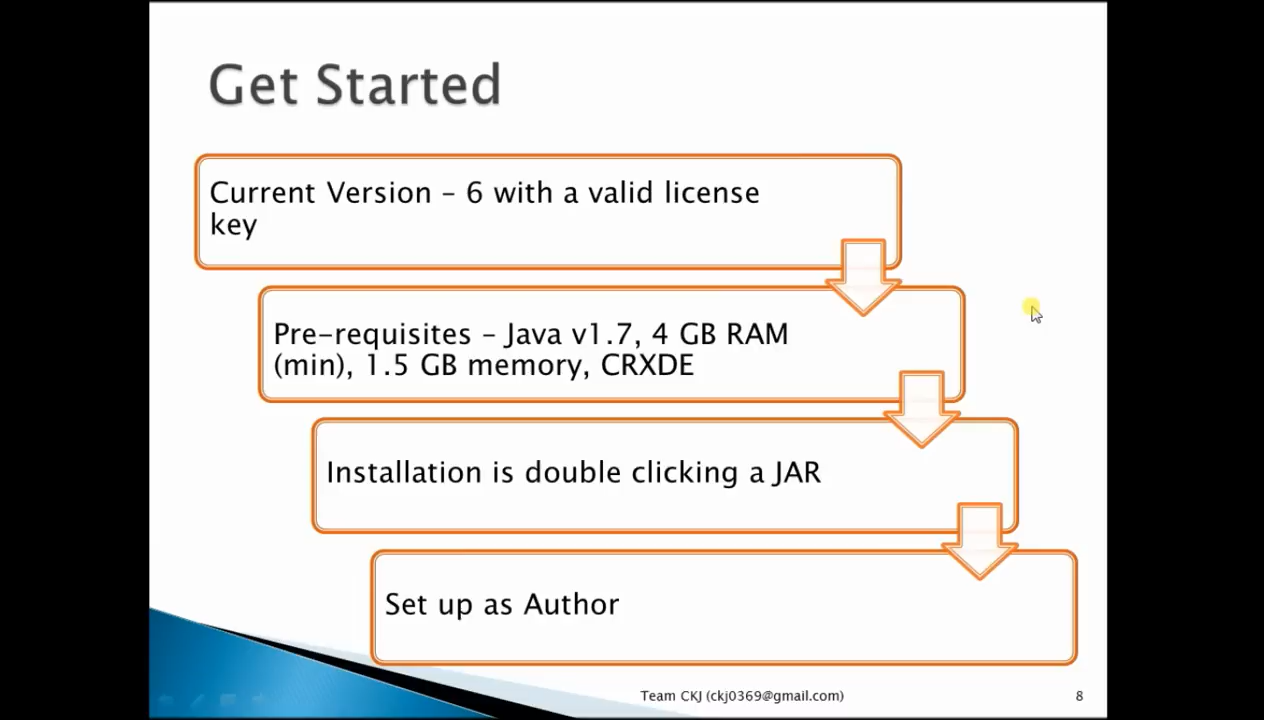 Get Started
Current Version – 6 with a valid license
key
Pre-requisites – Java v1.7, 4 GB RAM
(min), 1.5 GB memory, CRXDE
Installation is double clicking a JAR
Set up as Author
Team CKJ (ckj0369@gmail.com)
8